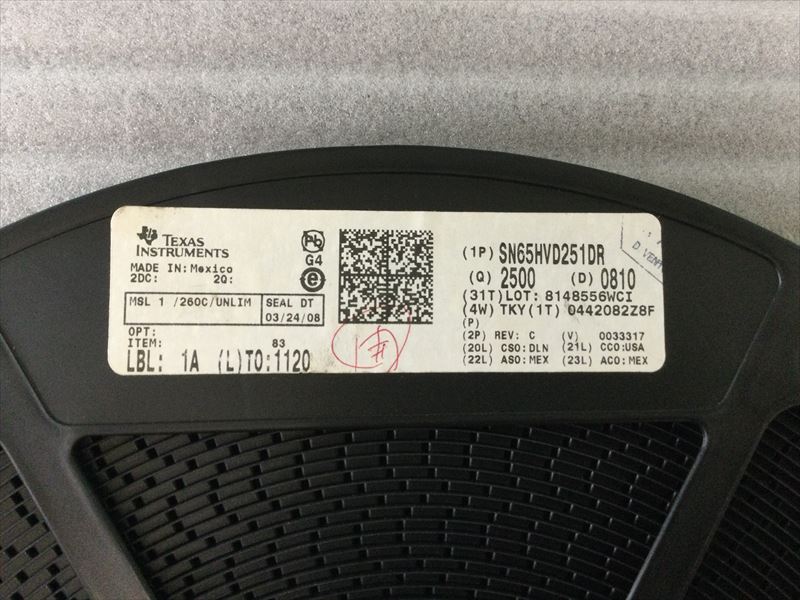 TEXAS
INSTRUMENTS
MADE IN: Mexico
2DC: 2Q:
MSL 1 /260C/UNLIM
SEAL DT
03/24/08
OPT:
ITEM: 83
LBL: 1A (L)TO:1120
Pb
G4
e
(1P) SN65HVD251DR
(Q) 2500 (D) 0810
(31T)LOT: 8148556WCI
(4W) TKY(1T) 0442082Z8F
(P)
(2P) REV: C (V) 0033317
(20L) CSO:DLN (21L) CCO:USA
(22L) ASO:MEX (23L) ACO:MEX